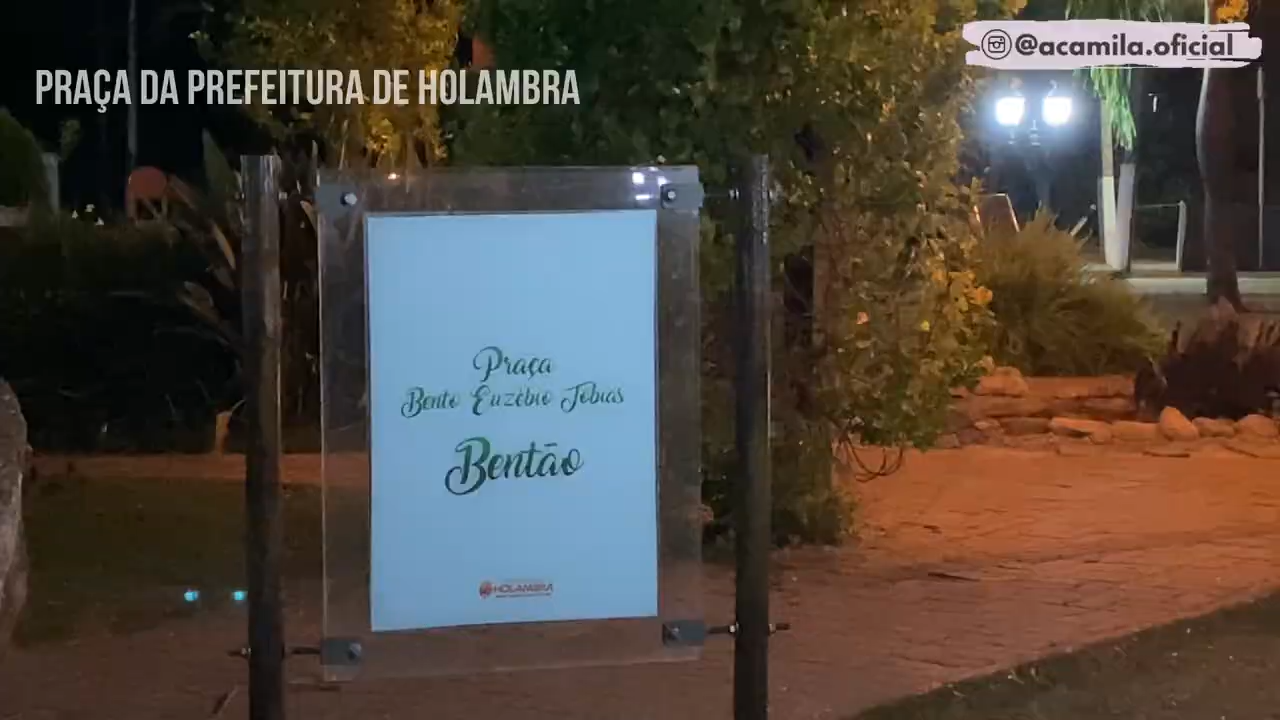 @acamila.oficial
PRAÇA DA PREFEITURA DE HOLAMBRA
Praça
Bento Euzébio Tobias
Bentão
HOLAMBRA